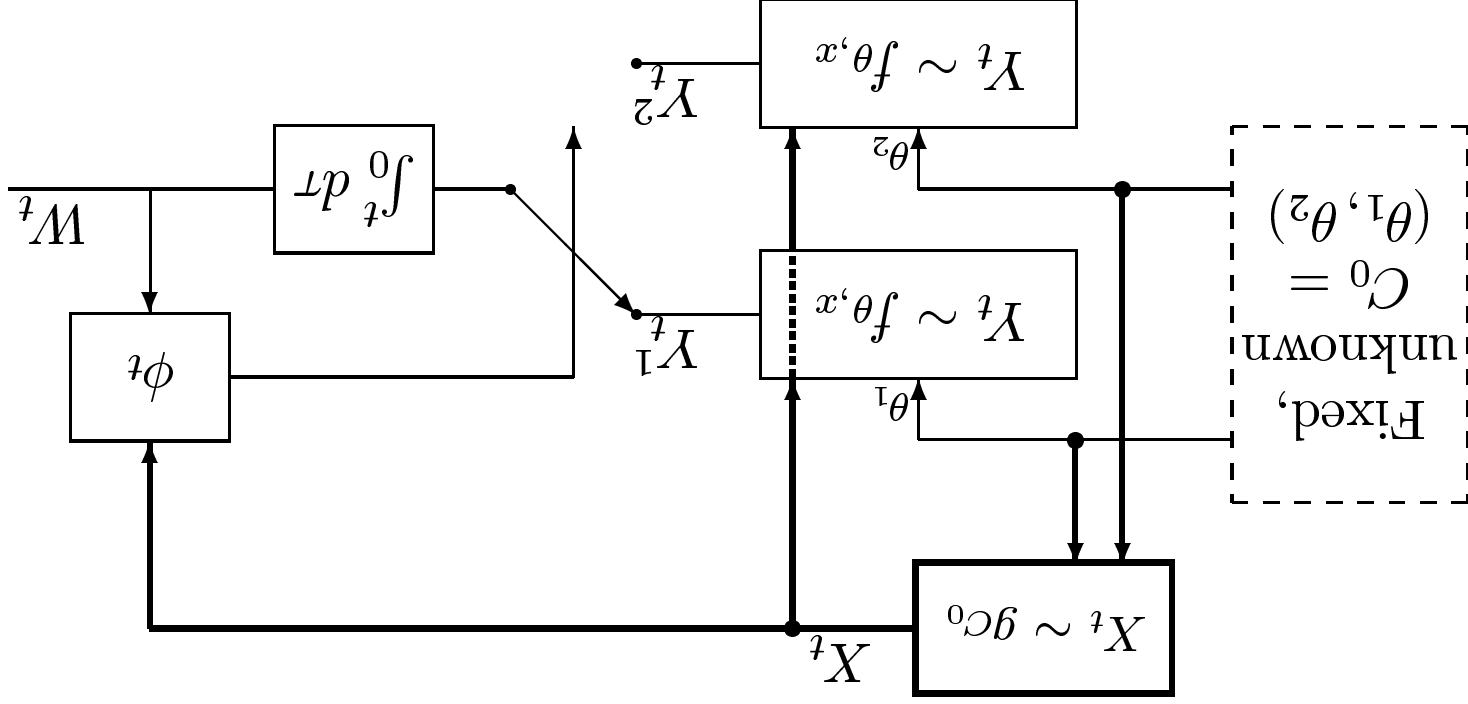 X_t ∼ g_{C_0}
X_t
Fixed,
unknown
C_0 =
(θ_1, θ_2)
θ_1
Y_t ∼ f_{θ,x}
Y_t^1
ϕ_t
θ_2
Y_t ∼ f_{θ,x}
Y_t^2
∫_0^t dτ
W_t